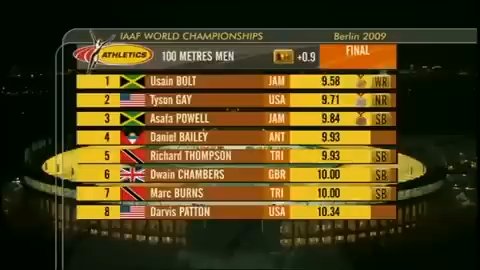 IAAF WORLD CHAMPIONSHIPS Berlin 2009
ATHLETICS 100 METRES MEN +0.9 FINAL
1 Usain BOLT JAM 9.58 WR
2 Tyson GAY USA 9.71 NR
3 Asafa POWELL JAM 9.84 SB
4 Daniel BAILEY ANT 9.93
5 Richard THOMPSON TRI 9.93 SB
6 Dwain CHAMBERS GBR 10.00 SB
7 Marc BURNS TRI 10.00 SB
8 Darvis PATTON USA 10.34